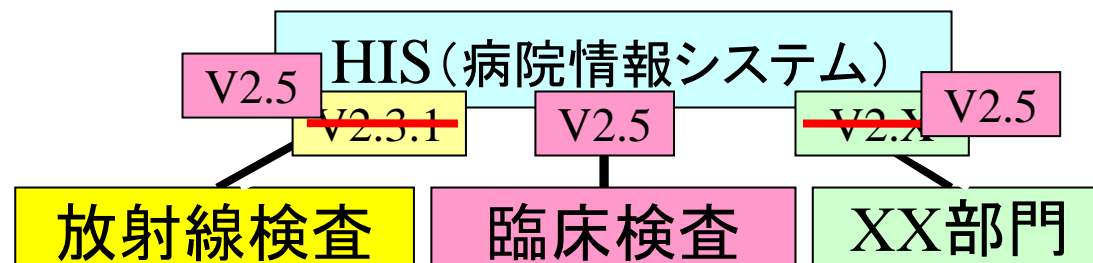 HIS（病院情報システム）
V2.5
V2.3.1
V2.5
V2.X
V2.5
放射線検査
臨床検査
XX部門